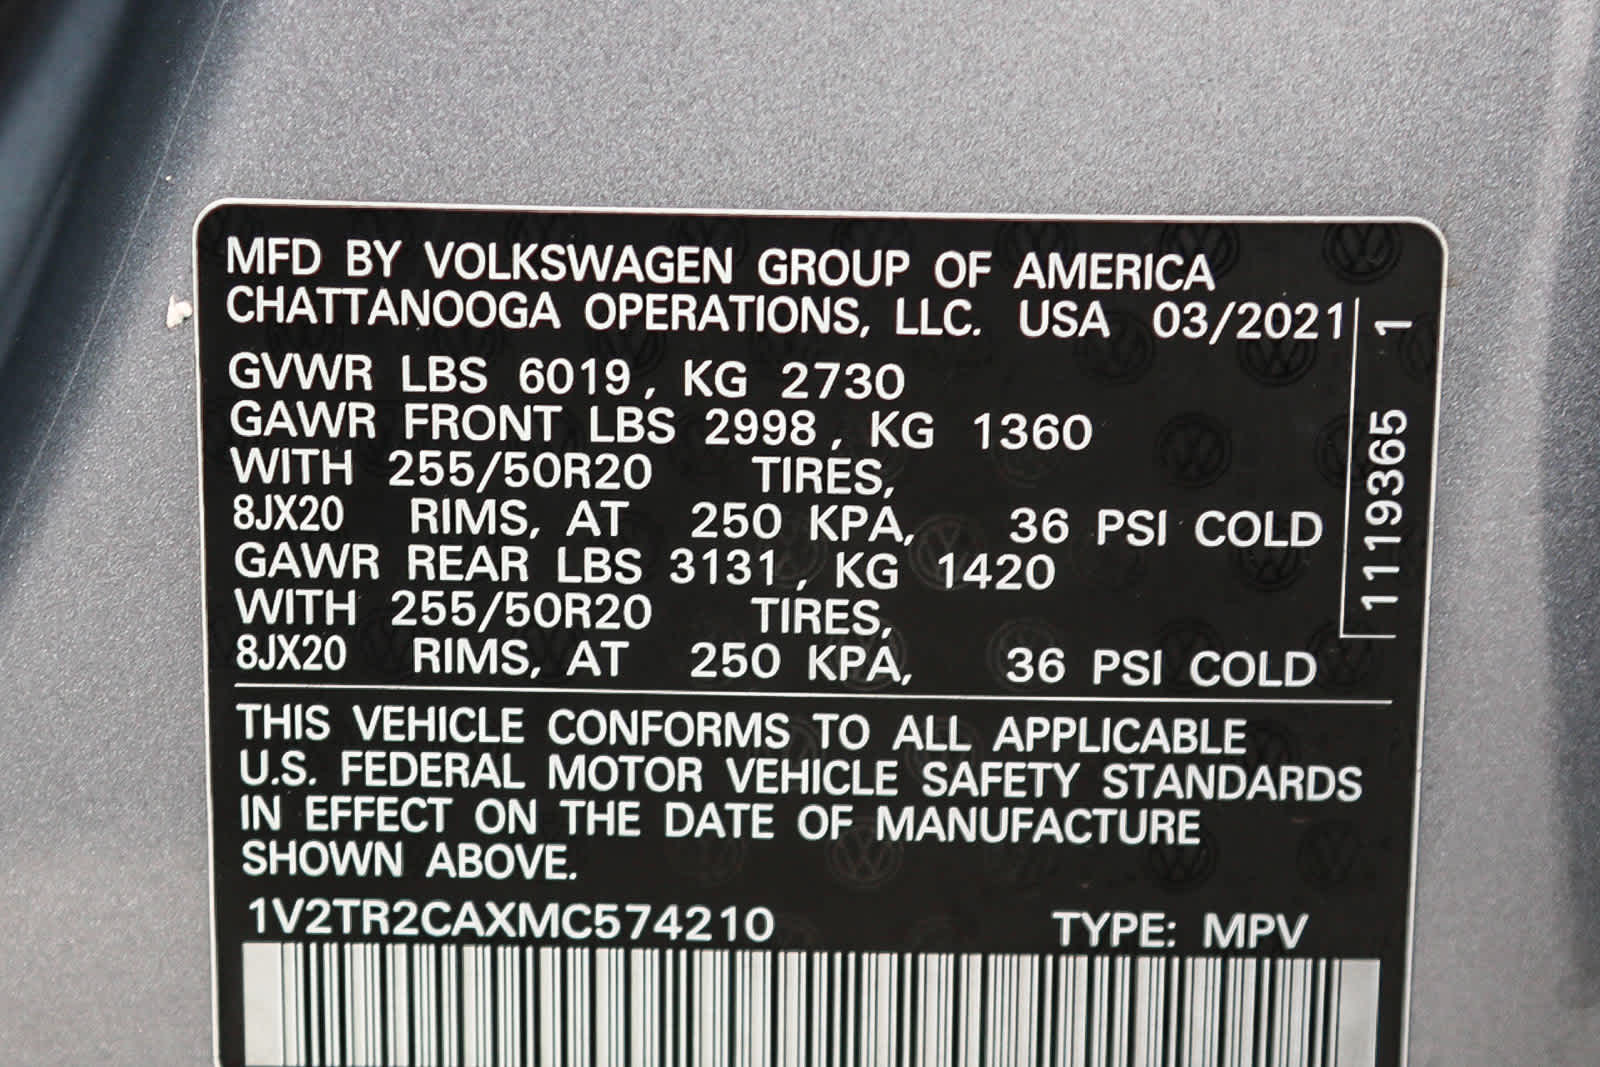 MFD BY VOLKSWAGEN GROUP OF AMERICA
CHATTANOOGA OPERATIONS, LLC. USA 03/2021
GVWR LBS 6019, KG 2730
GAWR FRONT LBS 2998, KG 1360
WITH 255/50R20 TIRES,
8JX20 RIMS, AT 250 KPA, 36 PSI COLD
GAWR REAR LBS 3131, KG 1420
WITH 255/50R20 TIRES,
8JX20 RIMS, AT 250 KPA, 36 PSI COLD
1119365 1
THIS VEHICLE CONFORMS TO ALL APPLICABLE
U.S. FEDERAL MOTOR VEHICLE SAFETY STANDARDS
IN EFFECT ON THE DATE OF MANUFACTURE
SHOWN ABOVE.
1V2TR2CAXMC574210 TYPE: MPV